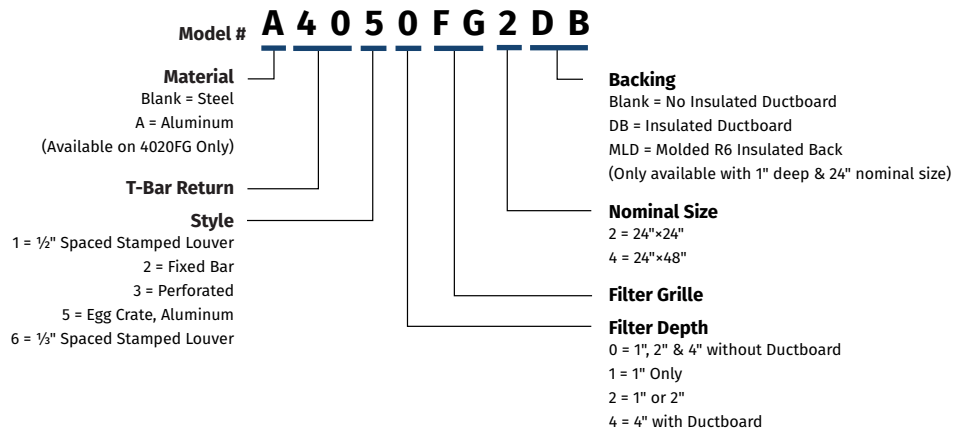 Model # A 4 0 5 0 F G 2 D B
Material
Blank = Steel
A = Aluminum
(Available on 4020FG Only)
T-Bar Return
Style
1 = ½" Spaced Stamped Louver
2 = Fixed Bar
3 = Perforated
5 = Egg Crate, Aluminum
6 = ⅓" Spaced Stamped Louver
Backing
Blank = No Insulated Ductboard
DB = Insulated Ductboard
MLD = Molded R6 Insulated Back
(Only available with 1" deep & 24" nominal size)
Nominal Size
2 = 24"×24"
4 = 24"×48"
Filter Grille
Filter Depth
0 = 1", 2" & 4" without Ductboard
1 = 1" Only
2 = 1" or 2"
4 = 4" with Ductboard